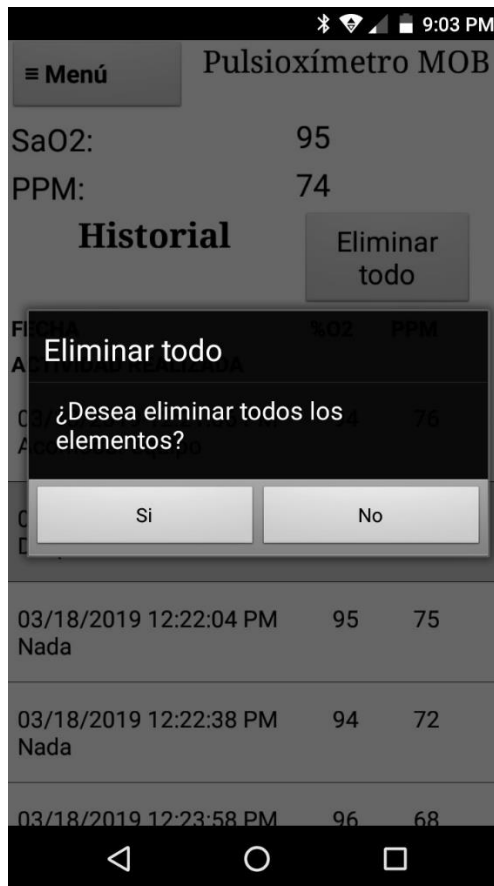 9:03 PM
≡ Menú
Pulsioxímetro MOB
SaO2: 95
PPM: 74
Historial
Eliminar
todo
FECHA %O2 PPM
Eliminar todo
¿Desea eliminar todos los
elementos?
76
Si
No
03/18/2019 12:22:04 PM 95 75
Nada
03/18/2019 12:22:38 PM 94 72
Nada
03/18/2019 12:23:58 PM 96 68